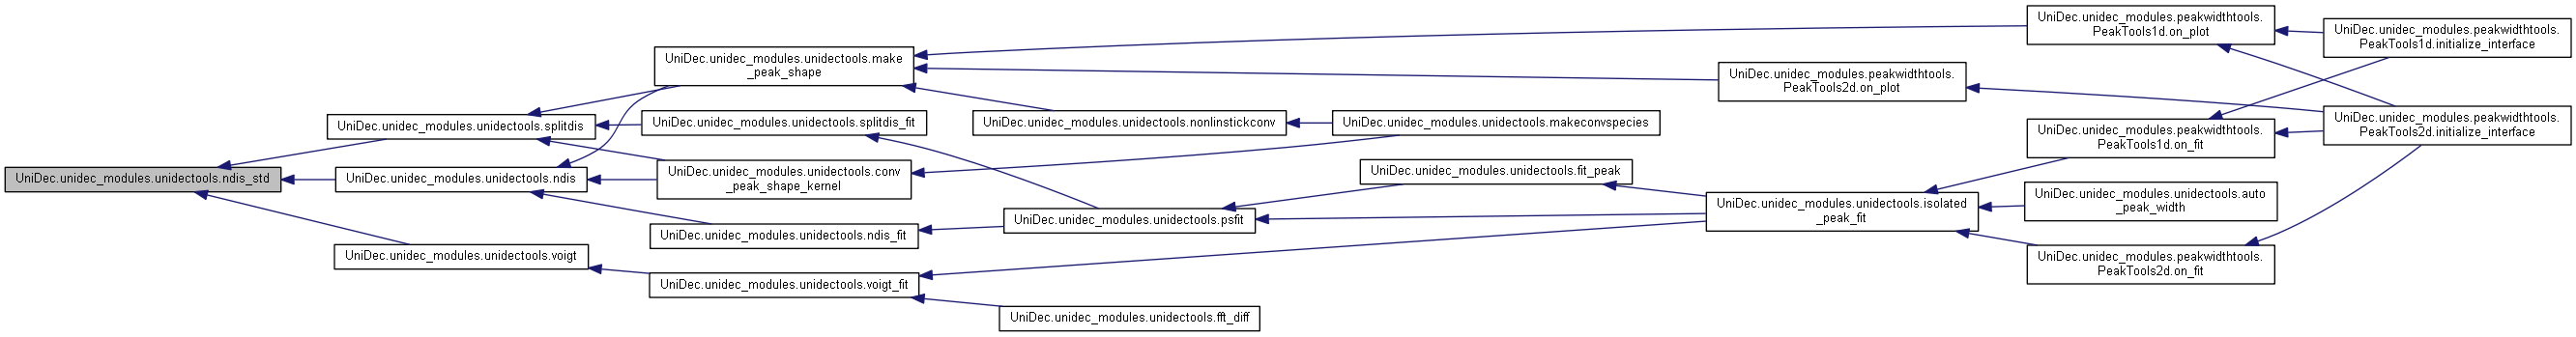 UniDec.unidec_modules.unidectools.ndis_std
UniDec.unidec_modules.unidectools.splitdis
UniDec.unidec_modules.unidectools.ndis
UniDec.unidec_modules.unidectools.voigt
UniDec.unidec_modules.unidectools.make
_peak_shape
UniDec.unidec_modules.unidectools.splitdis_fit
UniDec.unidec_modules.unidectools.conv
_peak_shape_kernel
UniDec.unidec_modules.unidectools.ndis_fit
UniDec.unidec_modules.unidectools.voigt_fit
UniDec.unidec_modules.unidectools.nonlinstickconv
UniDec.unidec_modules.unidectools.psfit
UniDec.unidec_modules.unidectools.fft_diff
UniDec.unidec_modules.unidectools.makeconvspecies
UniDec.unidec_modules.unidectools.fit_peak
UniDec.unidec_modules.peakwidthtools.
PeakTools2d.on_plot
UniDec.unidec_modules.unidectools.isolated
_peak_fit
UniDec.unidec_modules.peakwidthtools.
PeakTools1d.on_plot
UniDec.unidec_modules.peakwidthtools.
PeakTools1d.on_fit
UniDec.unidec_modules.unidectools.auto
_peak_width
UniDec.unidec_modules.peakwidthtools.
PeakTools2d.on_fit
UniDec.unidec_modules.peakwidthtools.
PeakTools1d.initialize_interface
UniDec.unidec_modules.peakwidthtools.
PeakTools2d.initialize_interface